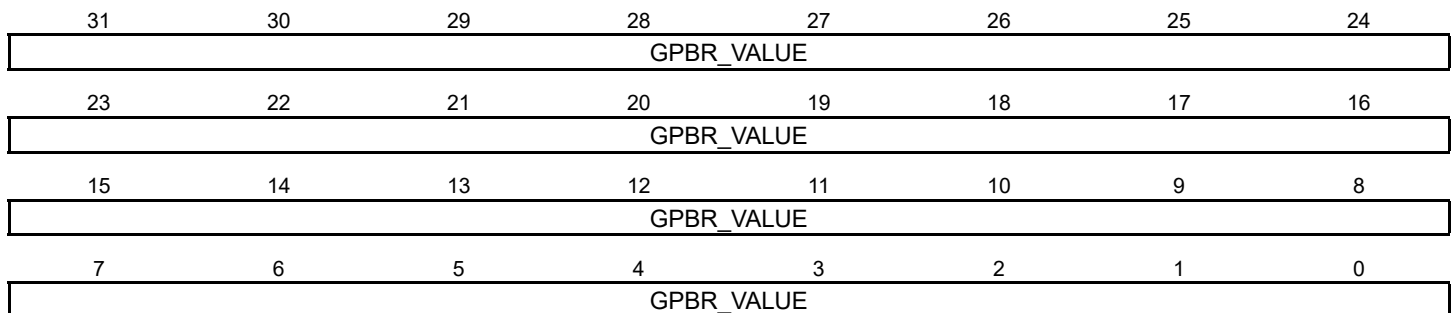 31 30 29 28 27 26 25 24
GPBR_VALUE
23 22 21 20 19 18 17 16
GPBR_VALUE
15 14 13 12 11 10 9 8
GPBR_VALUE
7 6 5 4 3 2 1 0
GPBR_VALUE